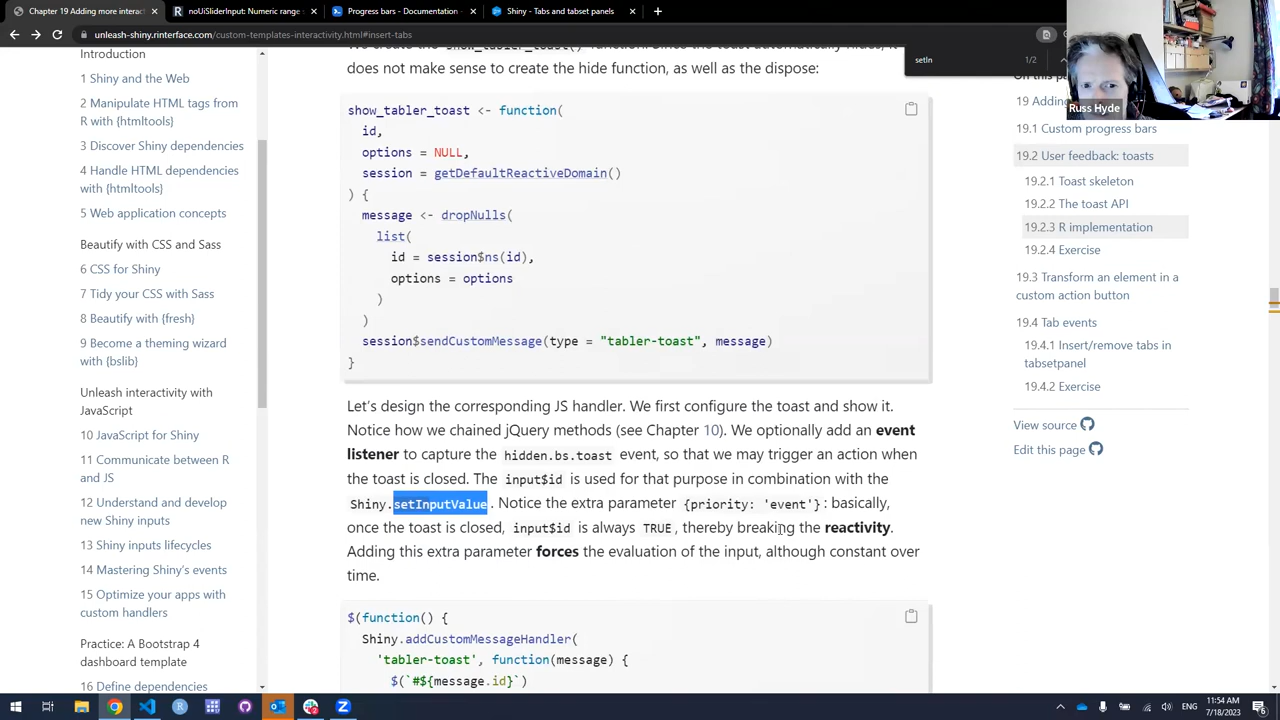 Chapter 19 Adding more interacti
noUiSliderInput: Numeric range s
Progress bars · Bootstrap
Shiny - Tabs and tabset panels
unleash-shiny.rinterface.com/custom-templates-interactivity.html#insert-tabs
setIn
1/2
Russ Hyde
Introduction
1 Shiny and the Web
2 Manipulate HTML tags from
R with {htmltools}
3 Discover Shiny dependencies
4 Handle HTML dependencies
with {htmltools}
5 Web application concepts
Beautify with CSS and Sass
6 CSS for Shiny
7 Tidy your CSS with Sass
8 Beautify with {fresh}
9 Become a theming wizard
with {bslib}
Unleash interactivity with
JavaScript
10 JavaScript for Shiny
11 Communicate between R
and JS
12 Understand and develop
new Shiny inputs
13 Shiny inputs lifecycles
14 Mastering Shiny's events
15 Optimize your apps with
custom handlers
Practice: A Bootstrap 4
dashboard template
16 Define dependencies
does not make sense to create the hide function, as well as the dispose:
show_tabler_toast <- function(
id,
options = NULL,
session = getDefaultReactiveDomain()
) {
message <- dropNulls(
list(
id = session$ns(id),
options = options
)
)
session$sendCustomMessage(type = "tabler-toast", message)
}
Let's design the corresponding JS handler. We first configure the toast and show it.
Notice how we chained jQuery methods (see Chapter 10). We optionally add an event
listener to capture the hidden.bs.toast event, so that we may trigger an action when
the toast is closed. The input$id is used for that purpose in combination with the
Shiny.setInputValue. Notice the extra parameter {priority: 'event'}: basically,
once the toast is closed, input$id is always TRUE, thereby breaking the reactivity.
Adding this extra parameter forces the evaluation of the input, although constant over
time.
$(function() {
Shiny.addCustomMessageHandler(
'tabler-toast', function(message) {
$(`#${message.id}`)
19 Adding
19.1 Custom progress bars
19.2 User feedback: toasts
19.2.1 Toast skeleton
19.2.2 The toast API
19.2.3 R implementation
19.2.4 Exercise
19.3 Transform an element in a
custom action button
19.4 Tab events
19.4.1 Insert/remove tabs in
tabsetpanel
19.4.2 Exercise
View source
Edit this page
11:54 AM
7/18/2023